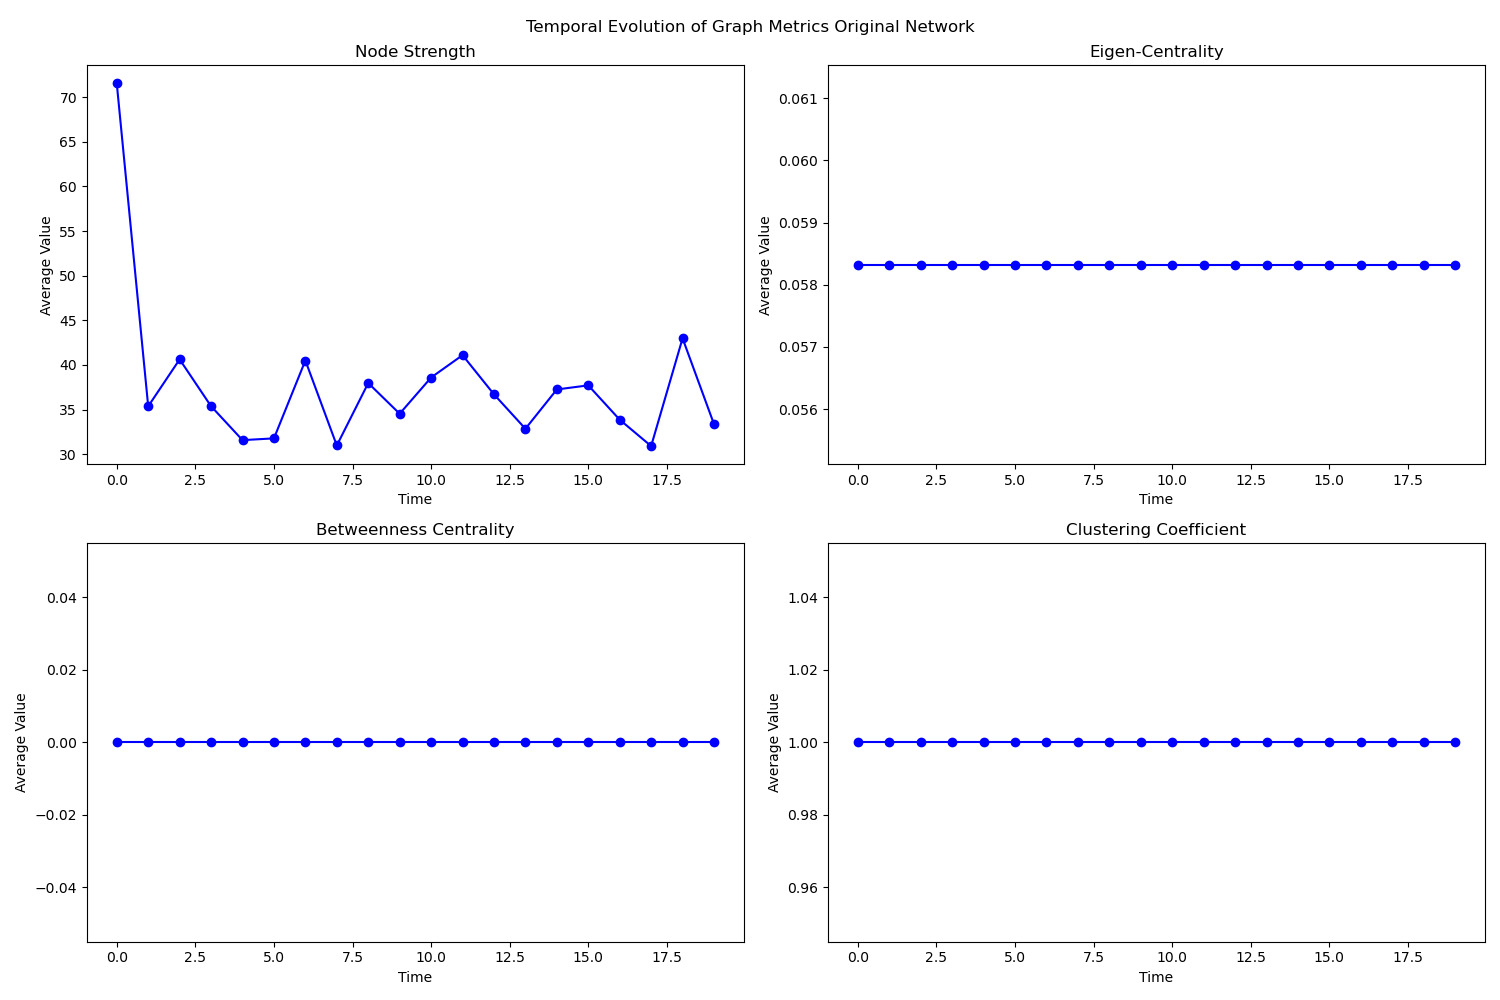 Temporal Evolution of Graph Metrics Original Network
Node Strength
70
65
60
55
50
45
40
35
30
Average Value
0.0 2.5 5.0 7.5 10.0 12.5 15.0 17.5
Time
Eigen-Centrality
0.061
0.060
0.059
0.058
0.057
0.056
Average Value
0.0 2.5 5.0 7.5 10.0 12.5 15.0 17.5
Time
Betweenness Centrality
0.04
0.02
0.00
−0.02
−0.04
Average Value
0.0 2.5 5.0 7.5 10.0 12.5 15.0 17.5
Time
Clustering Coefficient
1.04
1.02
1.00
0.98
0.96
Average Value
0.0 2.5 5.0 7.5 10.0 12.5 15.0 17.5
Time